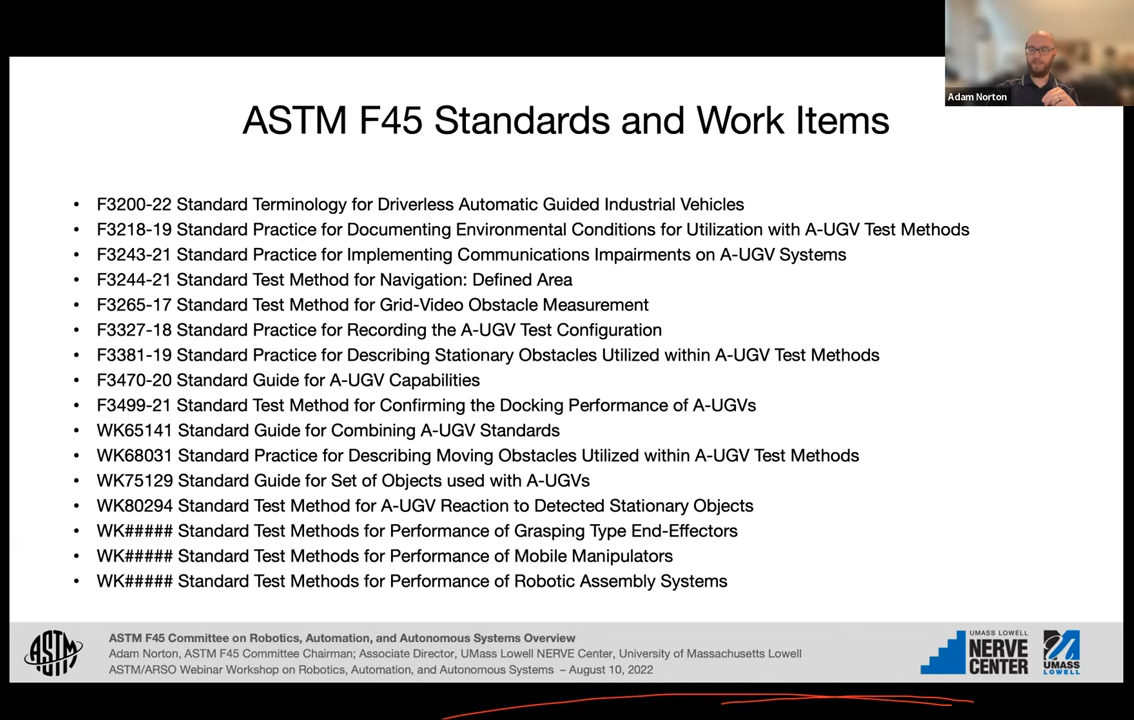 Adam Norton
ASTM F45 Standards and Work Items
• F3200-22 Standard Terminology for Driverless Automatic Guided Industrial Vehicles
• F3218-19 Standard Practice for Documenting Environmental Conditions for Utilization with A-UGV Test Methods
• F3243-21 Standard Practice for Implementing Communications Impairments on A-UGV Systems
• F3244-21 Standard Test Method for Navigation: Defined Area
• F3265-17 Standard Test Method for Grid-Video Obstacle Measurement
• F3327-18 Standard Practice for Recording the A-UGV Test Configuration
• F3381-19 Standard Practice for Describing Stationary Obstacles Utilized within A-UGV Test Methods
• F3470-20 Standard Guide for A-UGV Capabilities
• F3499-21 Standard Test Method for Confirming the Docking Performance of A-UGVs
• WK65141 Standard Guide for Combining A-UGV Standards
• WK68031 Standard Practice for Describing Moving Obstacles Utilized within A-UGV Test Methods
• WK75129 Standard Guide for Set of Objects used with A-UGVs
• WK80294 Standard Test Method for A-UGV Reaction to Detected Stationary Objects
• WK##### Standard Test Methods for Performance of Grasping Type End-Effectors
• WK##### Standard Test Methods for Performance of Mobile Manipulators
• WK##### Standard Test Methods for Performance of Robotic Assembly Systems
ASTM
ASTM F45 Committee on Robotics, Automation, and Autonomous Systems Overview
Adam Norton, ASTM F45 Committee Chairman; Associate Director, UMass Lowell NERVE Center, University of Massachusetts Lowell
ASTM/ARSO Webinar Workshop on Robotics, Automation, and Autonomous Systems – August 10, 2022
UMASS LOWELL
NERVE
CENTER
UMASS
LOWELL